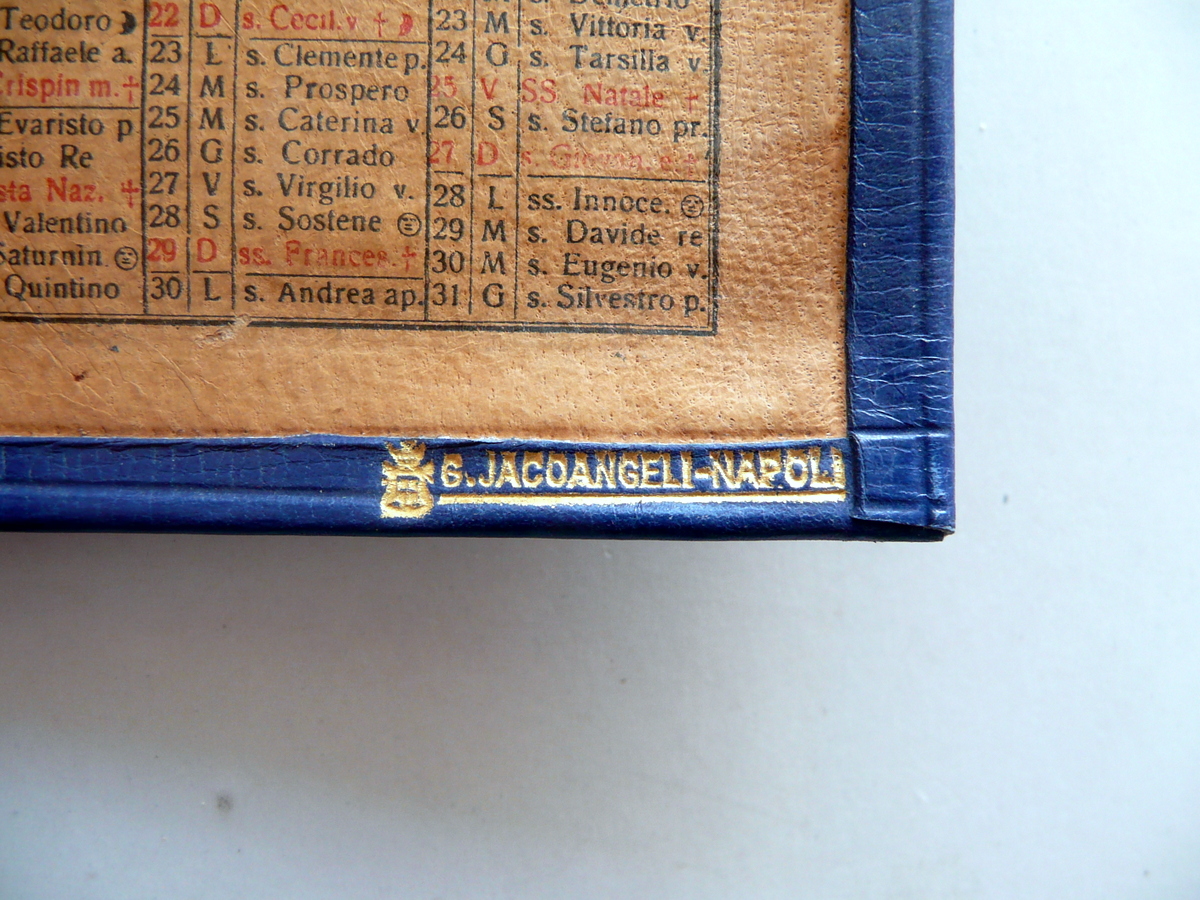 Teodoro 22 D s. Cecil. v † 23 M s. Vittoria v.
Raffaele a. 23 L s. Clemente p. 24 G s. Tarsilla v.
Crispin m. † 24 M s. Prospero 25 V SS. Natale †
Evaristo p 25 M s. Caterina v. 26 S s. Stefano pr.
isto Re 26 G s. Corrado 27 D s.
sta Naz. † 27 V s. Virgilio v. 28 L ss. Innoce.
Valentino 28 S s. Sostene 29 M s. Davide re
Saturnin. 29 D ss. Frances. † 30 M s. Eugenio v.
Quintino 30 L s. Andrea ap. 31 G s. Silvestro p.
G. JACOANGELI-NAPOLI